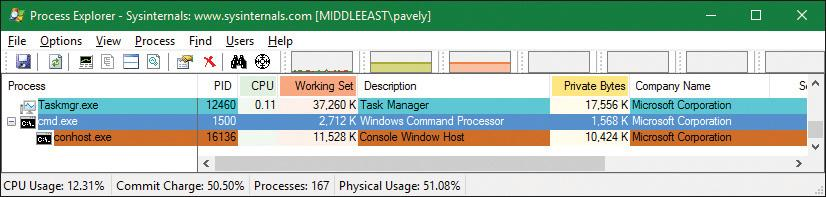 Process Explorer - Sysinternals: www.sysinternals.com [MIDDLEEAST\pavely]
File Options View Process Find Users Help
Process PID CPU Working Set Description Private Bytes Company Name
Taskmgr.exe 12460 0.11 37,260 K Task Manager 17,556 K Microsoft Corporation
cmd.exe 1500 2,712 K Windows Command Processor 1,568 K Microsoft Corporation
conhost.exe 16136 11,528 K Console Window Host 10,424 K Microsoft Corporation
CPU Usage: 12.31% Commit Charge: 50.50% Processes: 167 Physical Usage: 51.08%